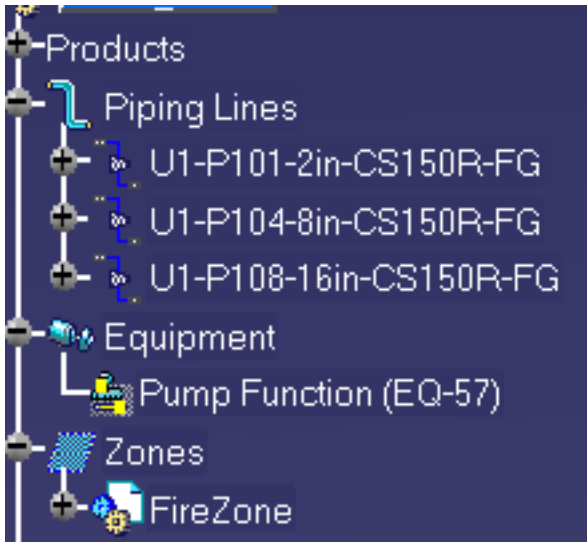 Products
Piping Lines
U1-P101-2in-CS150R-FG
U1-P104-8in-CS150R-FG
U1-P108-16in-CS150R-FG
Equipment
Pump Function (EQ-57)
Zones
FireZone